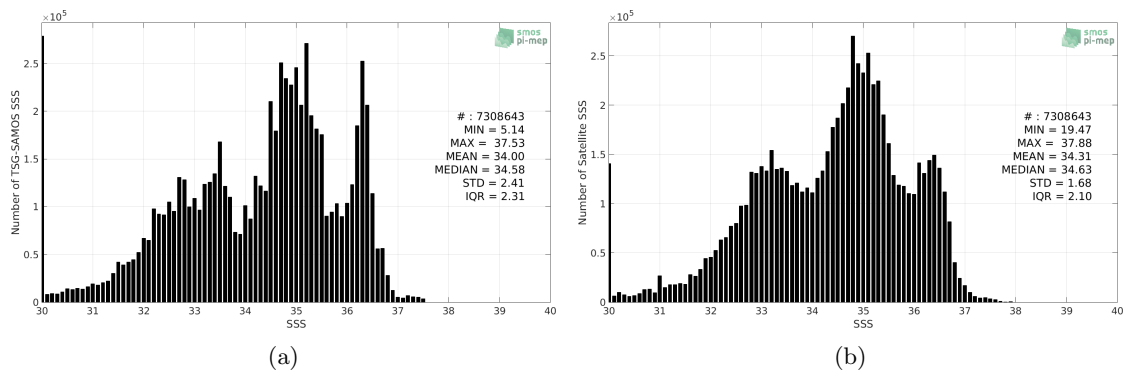 ×10^5
smos
pi-mep
Number of TSG-SAMOS SSS
2.5
2
1.5
1
0.5
0
# : 7308643
MIN = 5.14
MAX = 37.53
MEAN = 34.00
MEDIAN = 34.58
STD = 2.41
IQR = 2.31
30 31 32 33 34 35 36 37 38 39 40
SSS
(a)
×10^5
smos
pi-mep
Number of Satellite SSS
2.5
2
1.5
1
0.5
0
# : 7308643
MIN = 19.47
MAX = 37.88
MEAN = 34.31
MEDIAN = 34.63
STD = 1.68
IQR = 2.10
30 31 32 33 34 35 36 37 38 39 40
SSS
(b)